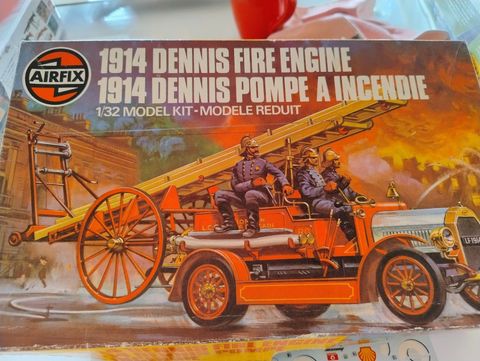 AIRFIX
1914 DENNIS FIRE ENGINE
1914 DENNIS POMPE A INCENDIE
1/32 MODEL KIT-MODELE REDUIT